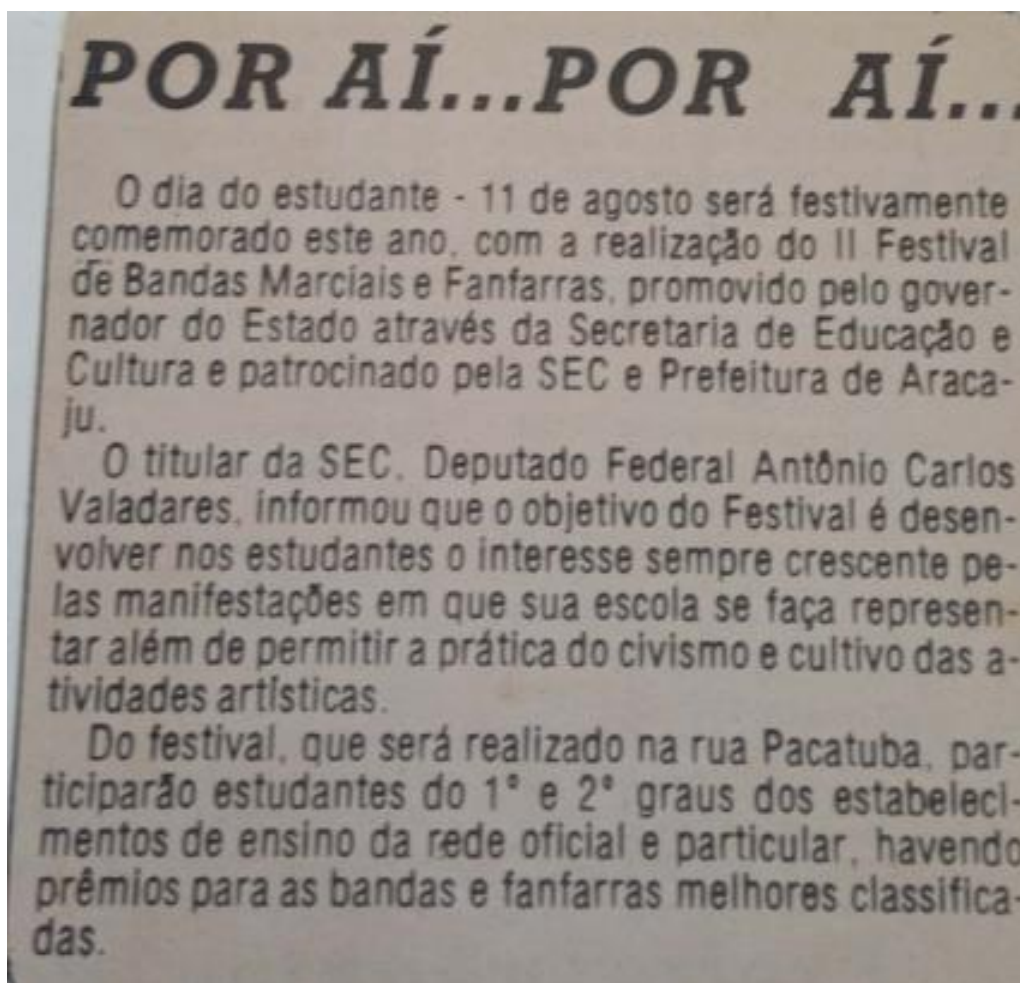 POR AÍ...POR AÍ...
O dia do estudante - 11 de agosto será festivamente
comemorado este ano, com a realização do II Festival
de Bandas Marciais e Fanfarras, promovido pelo gover-
nador do Estado através da Secretaria de Educação e
Cultura e patrocinado pela SEC e Prefeitura de Araca-
ju.
O titular da SEC, Deputado Federal Antônio Carlos
Valadares, informou que o objetivo do Festival é desen-
volver nos estudantes o interesse sempre crescente pe-
las manifestações em que sua escola se faça represen-
tar além de permitir a prática do civismo e cultivo das a-
tividades artísticas.
Do festival, que será realizado na rua Pacatuba, par-
ticiparão estudantes do 1° e 2° graus dos estabeleci-
mentos de ensino da rede oficial e particular, havendo
prêmios para as bandas e fanfarras melhores classifica-
das.